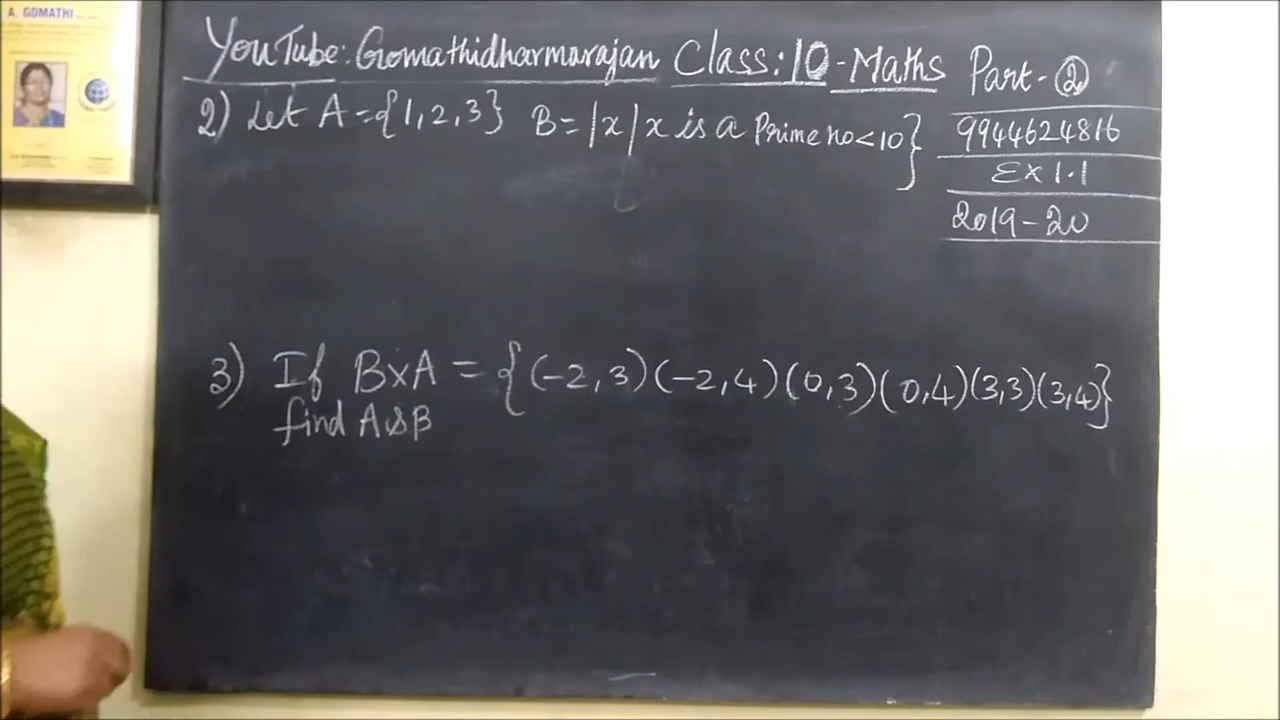 A. GOMATHI
YouTube: Gomathidharmarajan Class: 10 - Maths Part - ②
2) Let A = {1, 2, 3} B = |x| x is a Prime no < 10}
9944624816
Ex 1.1
2019 - 20
3) If B×A = {(-2, 3) (-2, 4) (0, 3) (0, 4) (3, 3) (3, 4)}
find A & B